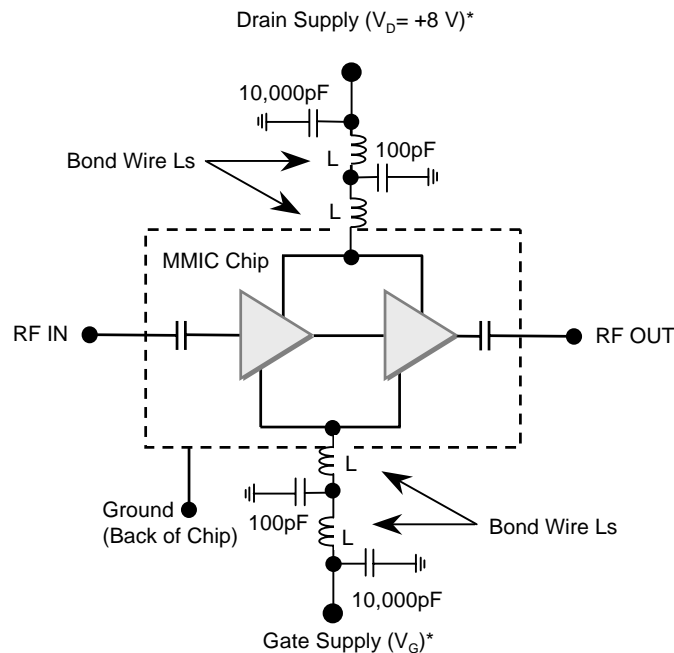 Drain Supply (V_D= +8 V)*
10,000pF
100pF
Bond Wire Ls
L
L
MMIC Chip
RF IN
RF OUT
L
Ground
(Back of Chip)
100pF
L
Bond Wire Ls
10,000pF
Gate Supply (V_G)*